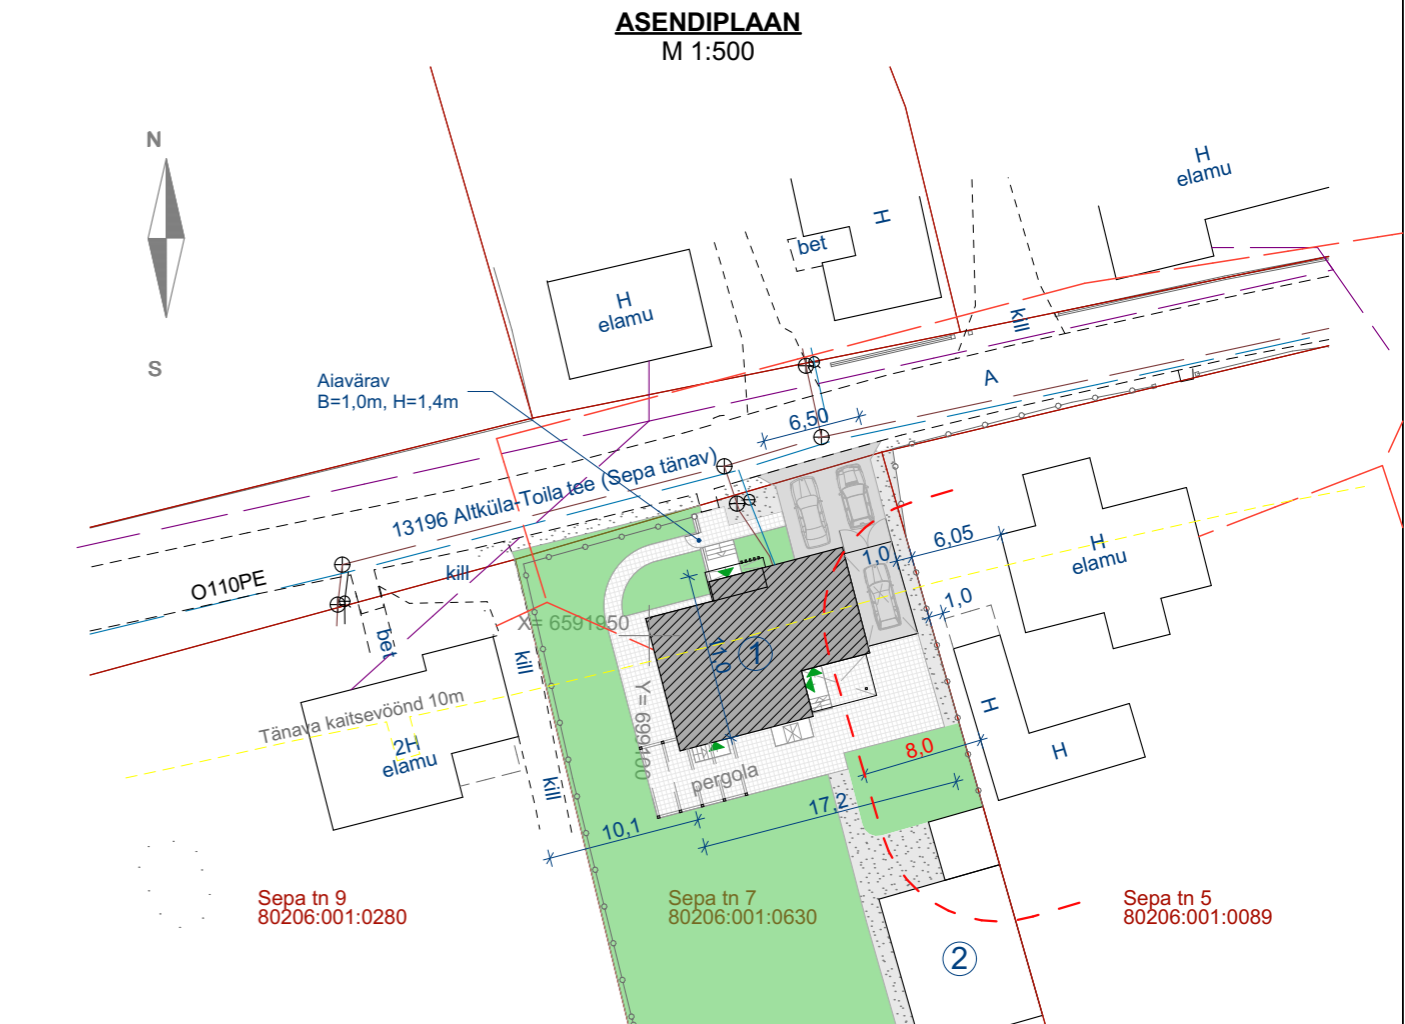 ASENDIPLAAN
M 1:500
N
S
H
elamu
bet
H
H
elamu
kill
A
Aiavärav
B=1,0m, H=1,4m
6,50
13196 Altküla-Toila tee (Sepa tänav)
O110PE
kill
bet
kill
kill
X= 6591950
Y= 699100
1
1,0
6,05
1,0
H
elamu
H
H
Tänava kaitsevöönd 10m
2H
elamu
pergola
8,0
17,2
10,1
Sepa tn 9
80206:001:0280
Sepa tn 7
80206:001:0630
Sepa tn 5
80206:001:0089
2